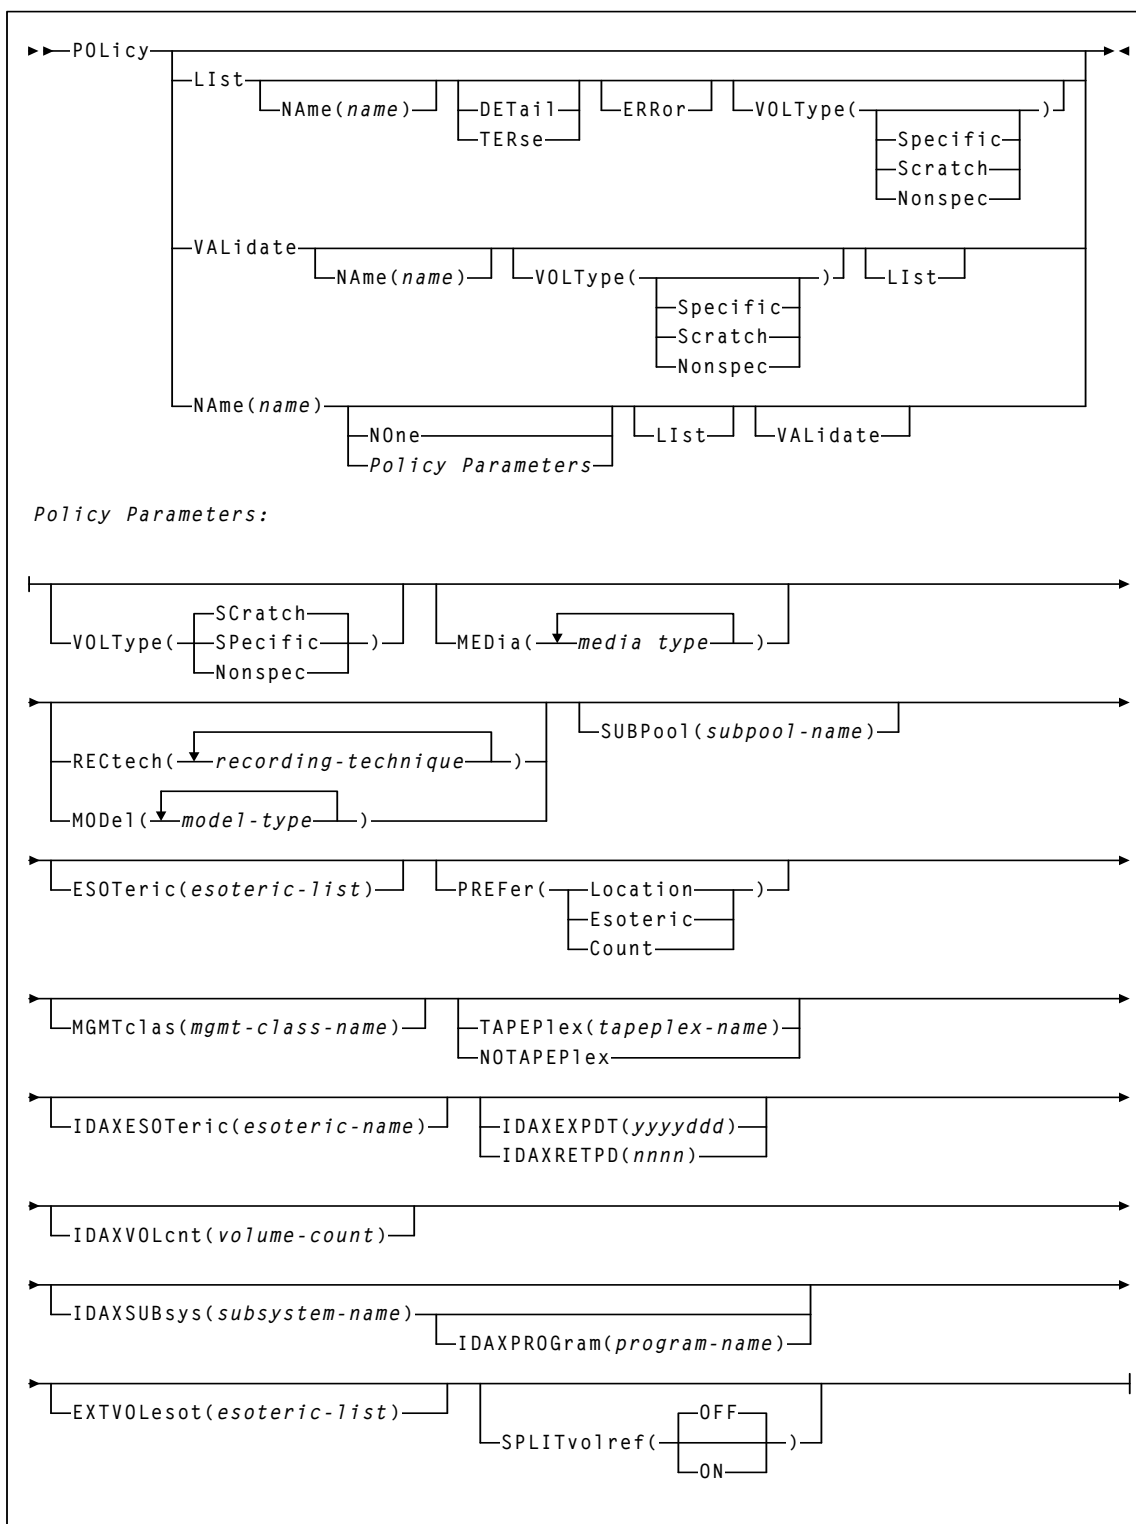 POLicy
LIst
NAme(name) DETail ERRor VOLType( )
TERse Specific
Scratch
Nonspec
VALidate
NAme(name) VOLType( ) LIst
Specific
Scratch
Nonspec
NAme(name)
NOne LIst VALidate
Policy Parameters
Policy Parameters:
SCratch
VOLType( SPecific ) MEDia( media type )
Nonspec
SUBPool(subpool-name)
RECtech( recording-technique )
MODel( model-type )
ESOTeric(esoteric-list) PREFer( Location )
Esoteric
Count
MGMTclas(mgmt-class-name) TAPEPlex(tapeplex-name)
NOTAPEPlex
IDAXESOTeric(esoteric-name) IDAXEXPDT(yyyyddd)
IDAXRETPD(nnnn)
IDAXVOLcnt(volume-count)
IDAXSUBsys(subsystem-name)
IDAXPROGram(program-name)
EXTVOLesot(esoteric-list) OFF
SPLITvolref( )
ON